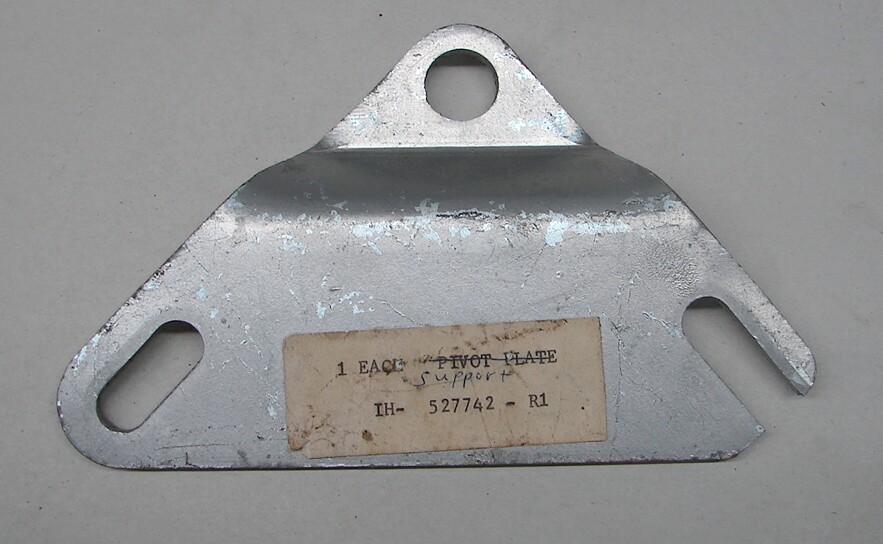 1 EACH "PIVOT PLATE
support
IH- 527742 - R1